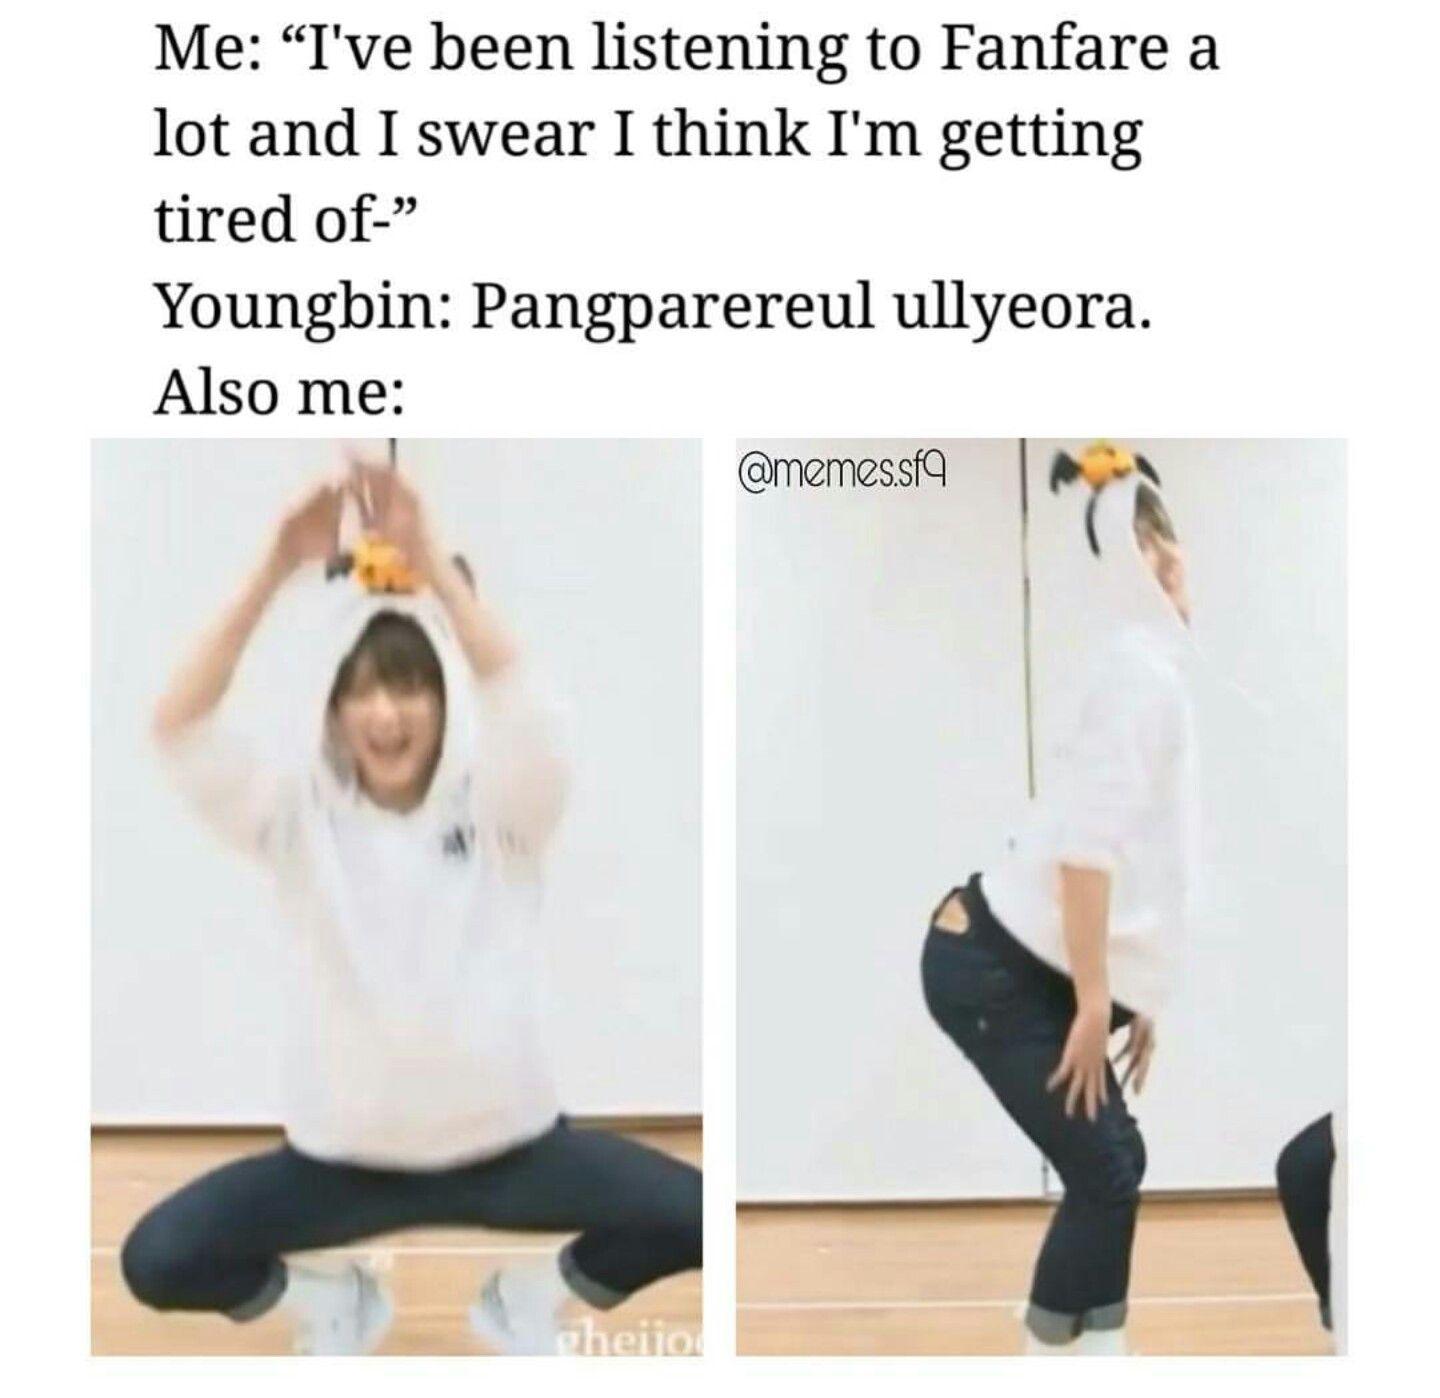 Me: “I've been listening to Fanfare a
lot and I swear I think I'm getting
tired of-”
Youngbin: Pangparereul ullyeora.
Also me:
@memes.sf9
gheijo